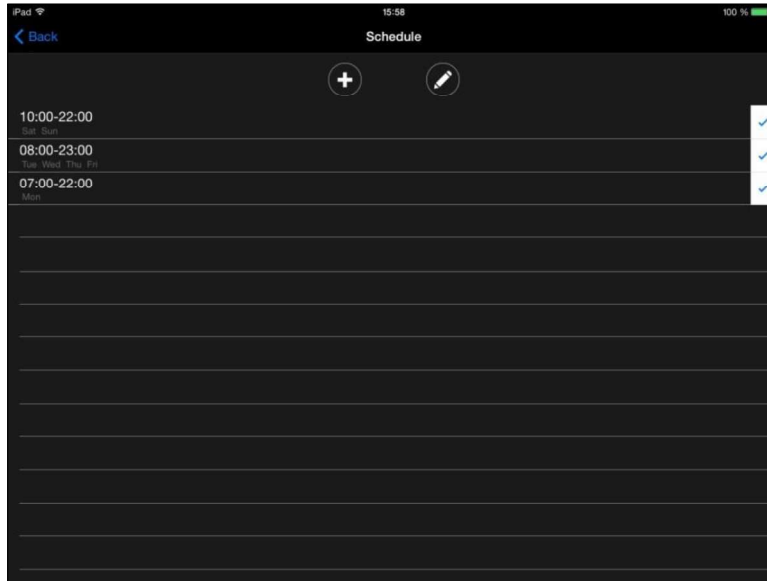 iPad 15:58 100 %
Back Schedule
10:00-22:00
Sat Sun
08:00-23:00
Tue Wed Thu Fri
07:00-22:00
Mon